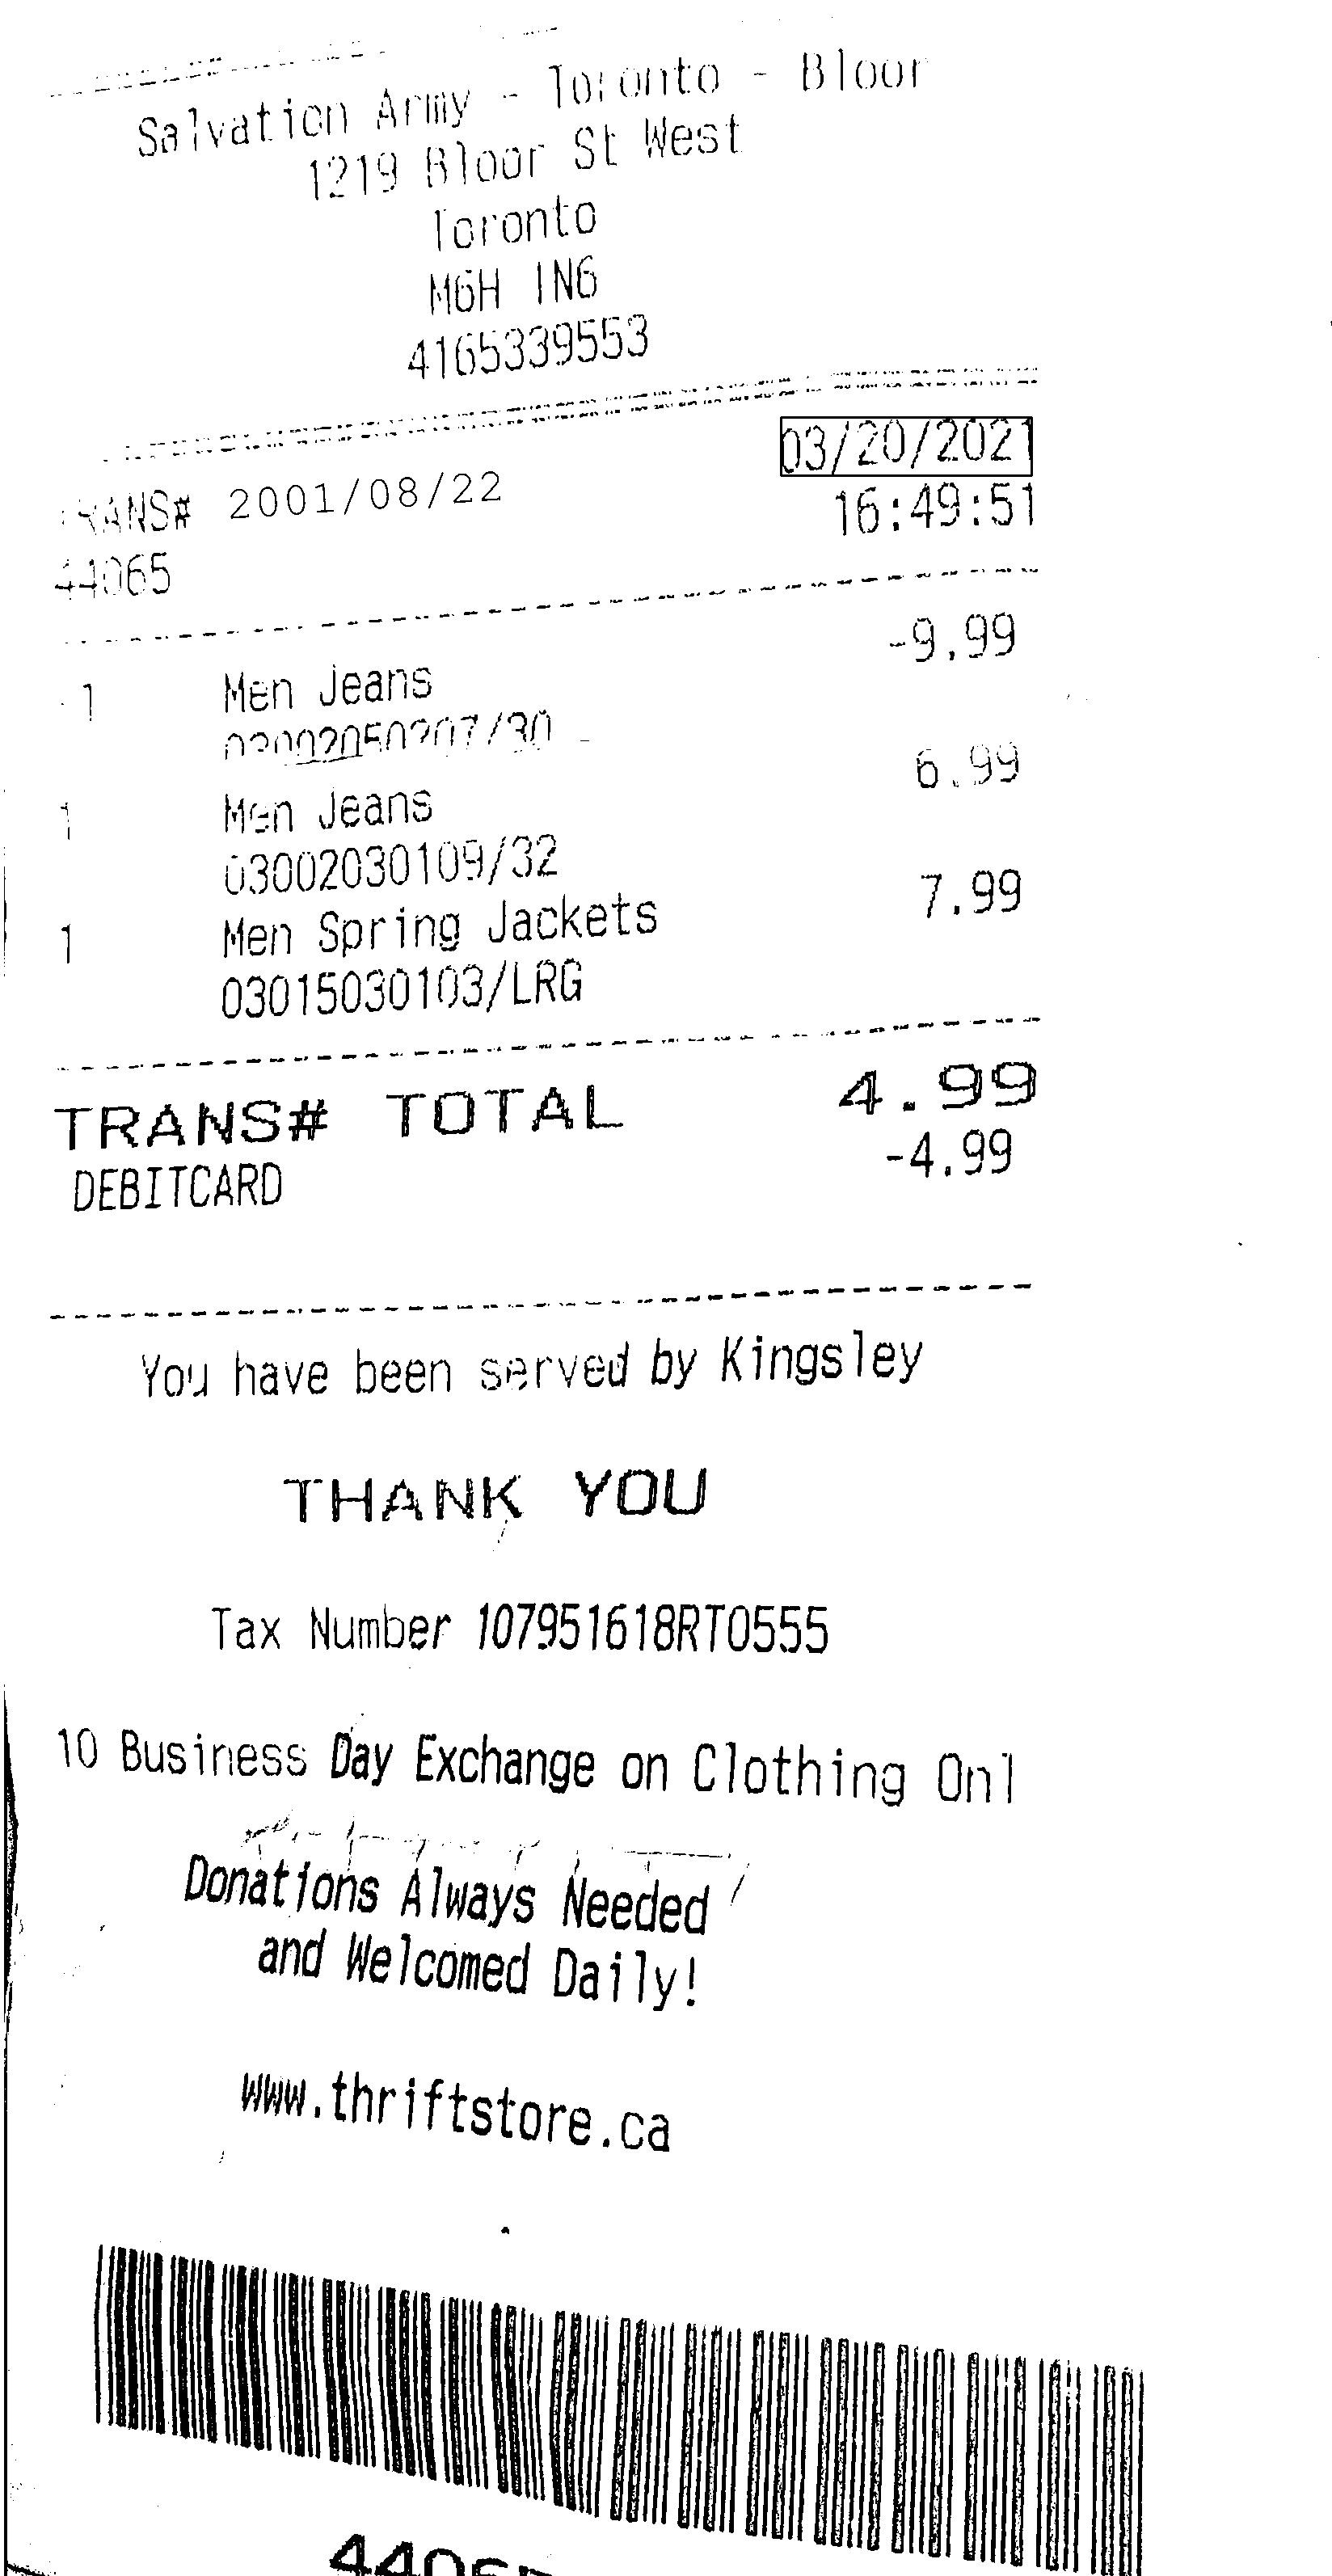 Salvation Army - Toronto - Bloor
1219 Bloor St West
Toronto
M6H 1N6
4165339553
03/20/2021
TRANS# 2001/08/22
16:49:51
44065
-9.99
-1 Men Jeans
03002050207/30
6.99
1 Men Jeans
03002030109/32
7.99
1 Men Spring Jackets
03015030103/LRG
TRANS# TOTAL 4.99
DEBITCARD -4.99
You have been served by Kingsley
THANK YOU
Tax Number 107951618RT0555
10 Business Day Exchange on Clothing Onl
Donations Always Needed
and Welcomed Daily!
www.thriftstore.ca